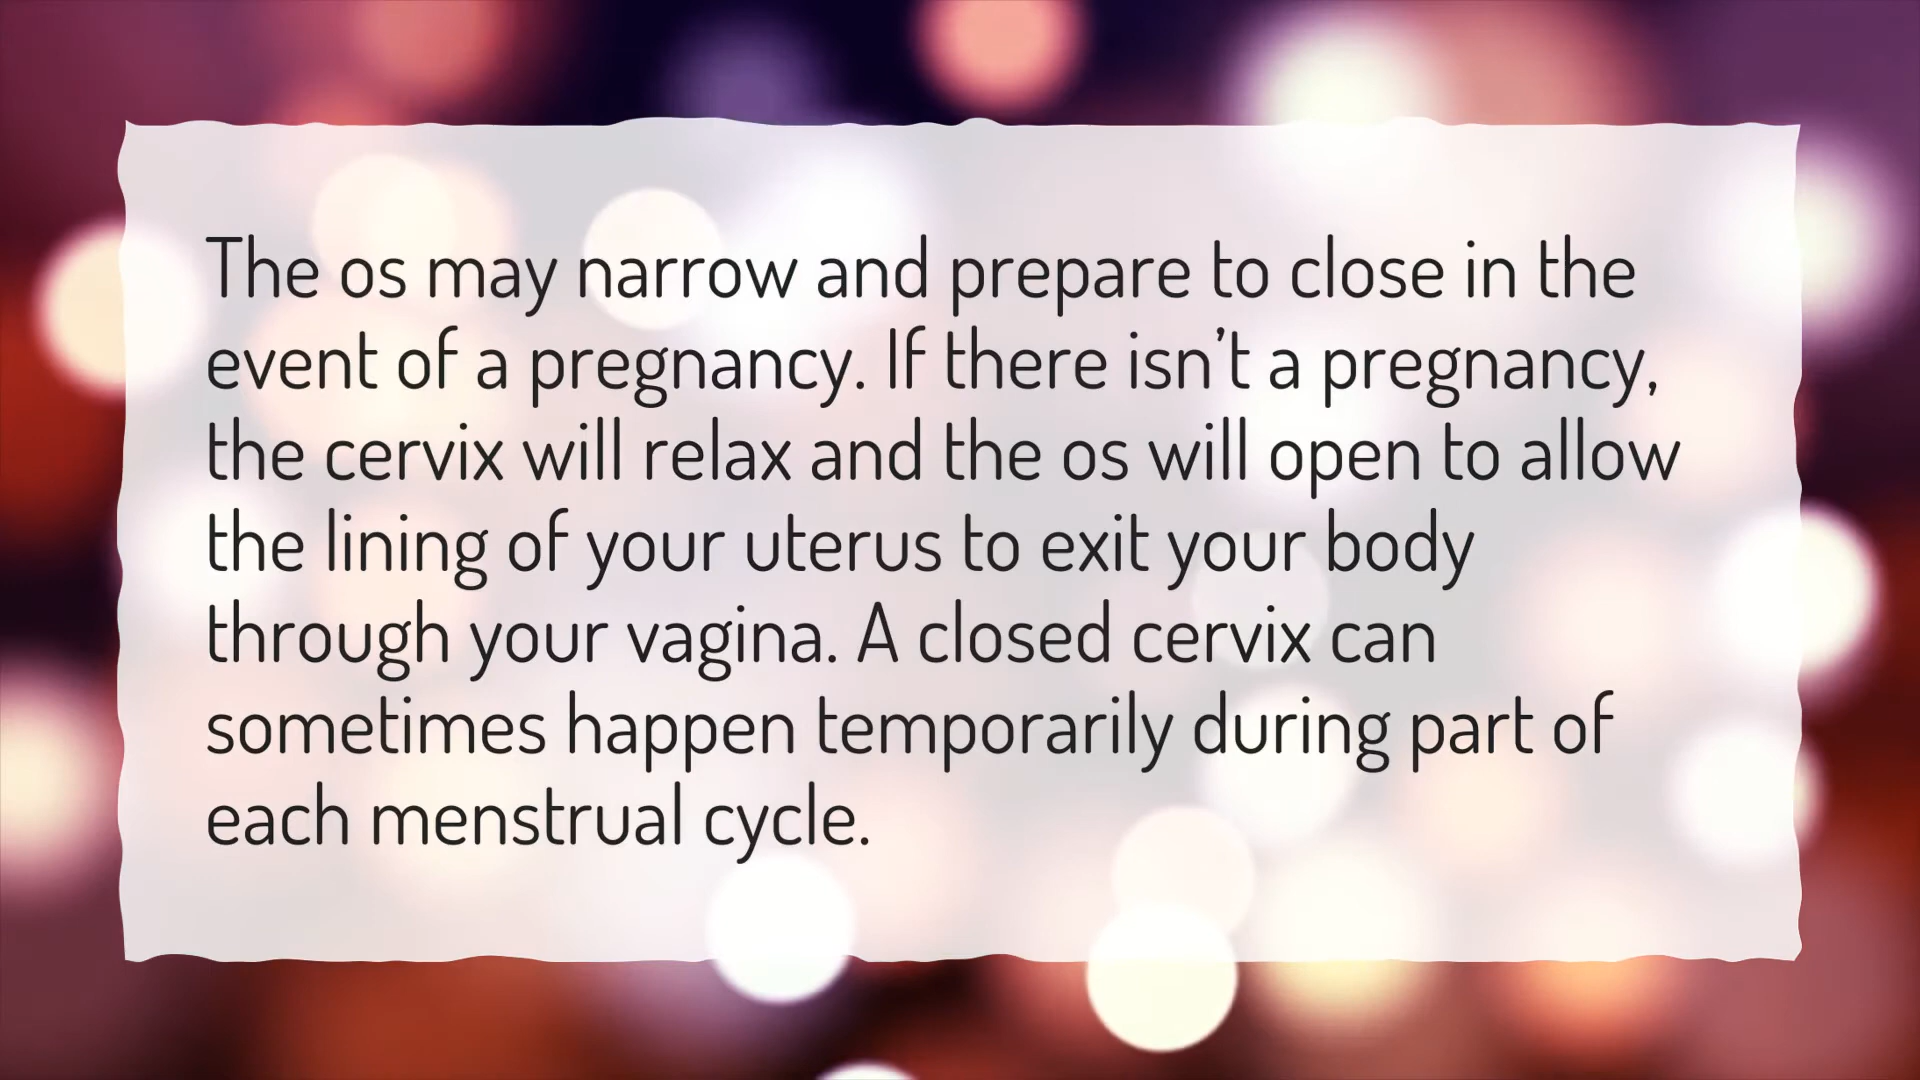 The os may narrow and prepare to close in the
event of a pregnancy. If there isn’t a pregnancy,
the cervix will relax and the os will open to allow
the lining of your uterus to exit your body
through your vagina. A closed cervix can
sometimes happen temporarily during part of
each menstrual cycle.